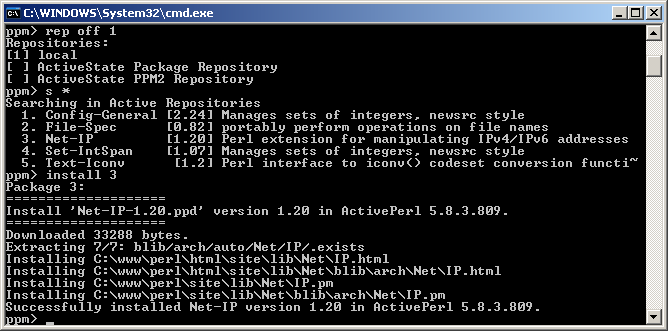 C:\WINDOWS\System32\cmd.exe
ppm> rep off 1
Repositories:
[1] local
[ ] ActiveState Package Repository
[ ] ActiveState PPM2 Repository
ppm> s *
Searching in Active Repositories
1. Config-General [2.24] Manages sets of integers, newsrc style
2. File-Spec [0.82] portably perform operations on file names
3. Net-IP [1.20] Perl extension for manipulating IPv4/IPv6 addresses
4. Set-IntSpan [1.07] Manages sets of integers, newsrc style
5. Text-Iconv [1.2] Perl interface to iconv() codeset conversion functi~
ppm> install 3
Package 3:
====================
Install 'Net-IP-1.20.ppd' version 1.20 in ActivePerl 5.8.3.809.
====================
Downloaded 33288 bytes.
Extracting 7/7: blib/arch/auto/Net/IP/.exists
Installing C:\www\perl\html\site\lib\Net\IP.html
Installing C:\www\perl\html\site\lib\Net\blib\arch\Net\IP.html
Installing C:\www\perl\site\lib\Net\IP.pm
Installing C:\www\perl\site\lib\Net\blib\arch\Net\IP.pm
Successfully installed Net-IP version 1.20 in ActivePerl 5.8.3.809.
ppm> _